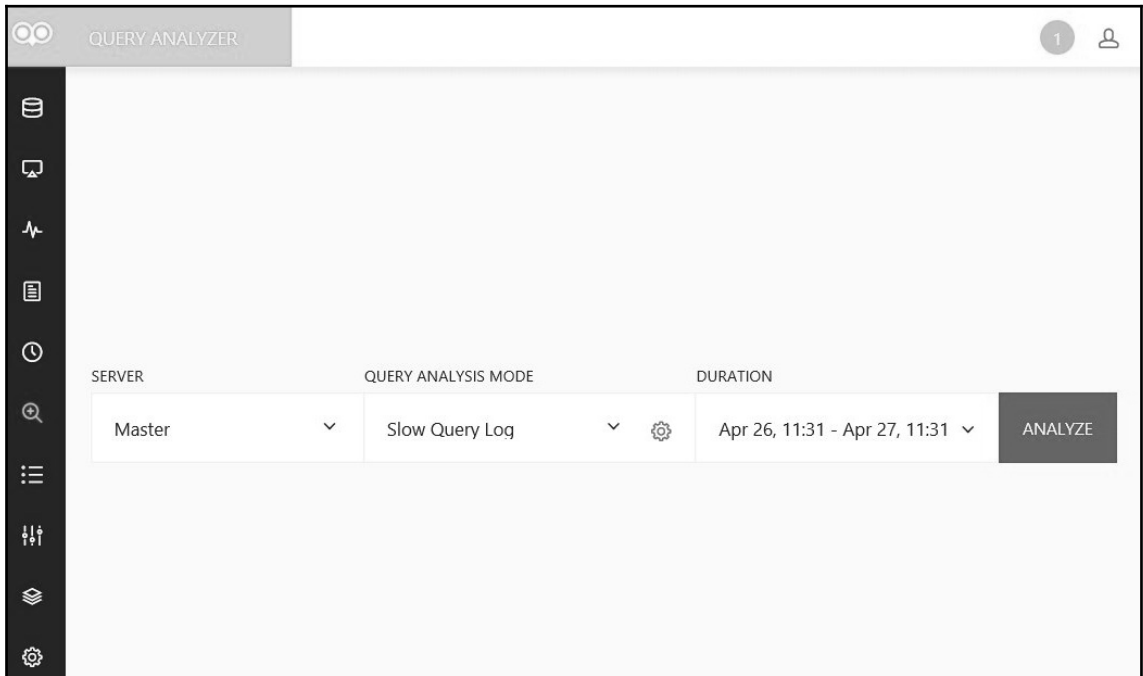 QUERY ANALYZER
1
SERVER QUERY ANALYSIS MODE DURATION
Master Slow Query Log Apr 26, 11:31 - Apr 27, 11:31 ANALYZE